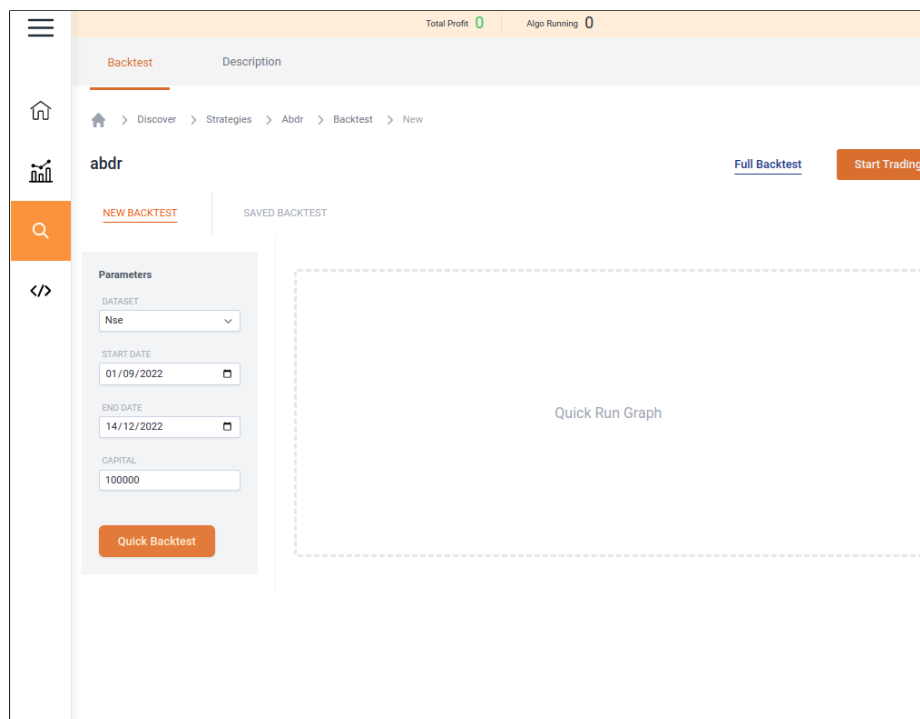 Total Profit 0 Algo Running 0
Backtest Description
Discover > Strategies > Abdr > Backtest > New
abdr Full Backtest Start Trading
NEW BACKTEST SAVED BACKTEST
Parameters
DATASET
Nse
START DATE
01/09/2022
END DATE
14/12/2022
CAPITAL
100000
Quick Backtest
Quick Run Graph